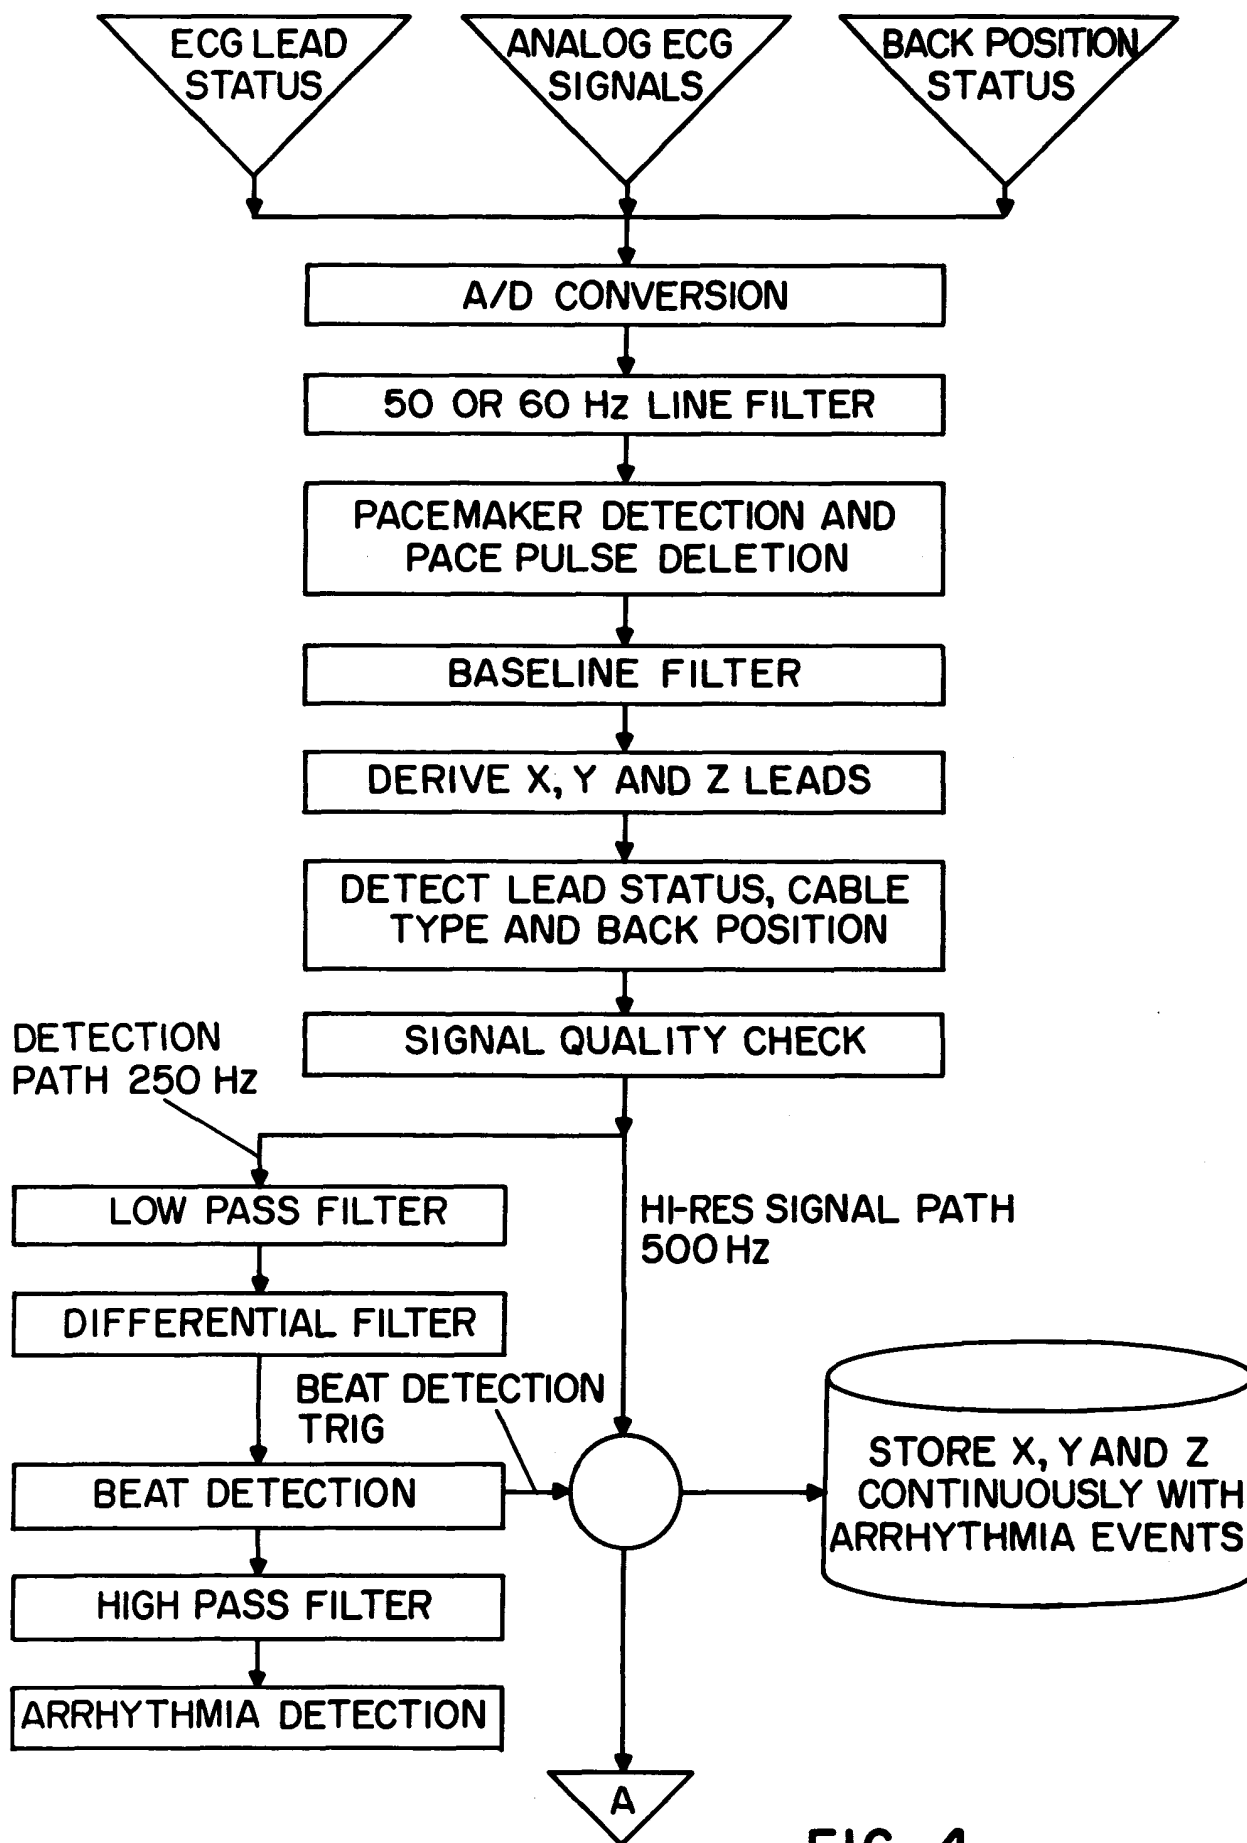 ECG LEAD
STATUS
ANALOG ECG
SIGNALS
BACK POSITION
STATUS
A/D CONVERSION
50 OR 60 Hz LINE FILTER
PACEMAKER DETECTION AND
PACE PULSE DELETION
BASELINE FILTER
DERIVE X, Y AND Z LEADS
DETECT LEAD STATUS, CABLE
TYPE AND BACK POSITION
SIGNAL QUALITY CHECK
DETECTION
PATH 250 Hz
LOW PASS FILTER
HI-RES SIGNAL PATH
500 Hz
DIFFERENTIAL FILTER
BEAT DETECTION
TRIG
BEAT DETECTION
STORE X, Y AND Z
CONTINUOUSLY WITH
ARRHYTHMIA EVENTS
HIGH PASS FILTER
ARRHYTHMIA DETECTION
A